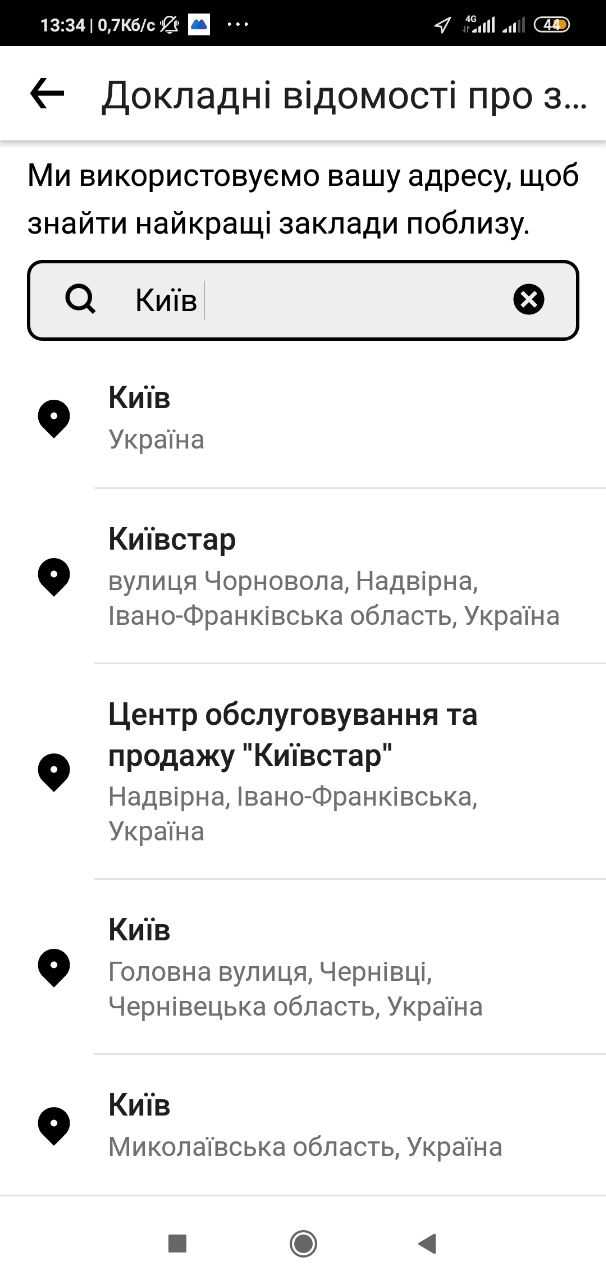 13:34 | 0,7Кб/с ... 4G 44
Докладні відомості про з...
Ми використовуємо вашу адресу, щоб
знайти найкращі заклади поблизу.
Київ
Київ
Україна
Київстар
вулиця Чорновола, Надвірна,
Івано-Франківська область, Україна
Центр обслуговування та
продажу "Київстар"
Надвірна, Івано-Франківська,
Україна
Київ
Головна вулиця, Чернівці,
Чернівецька область, Україна
Київ
Миколаївська область, Україна